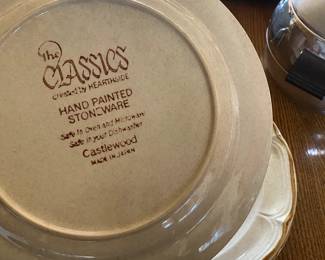 The
CLASSICS
created by HEARTHSIDE
HAND PAINTED
STONEWARE
Safe in Oven and Microwave
Safe in your Dishwasher
Castlewood
MADE IN JAPAN